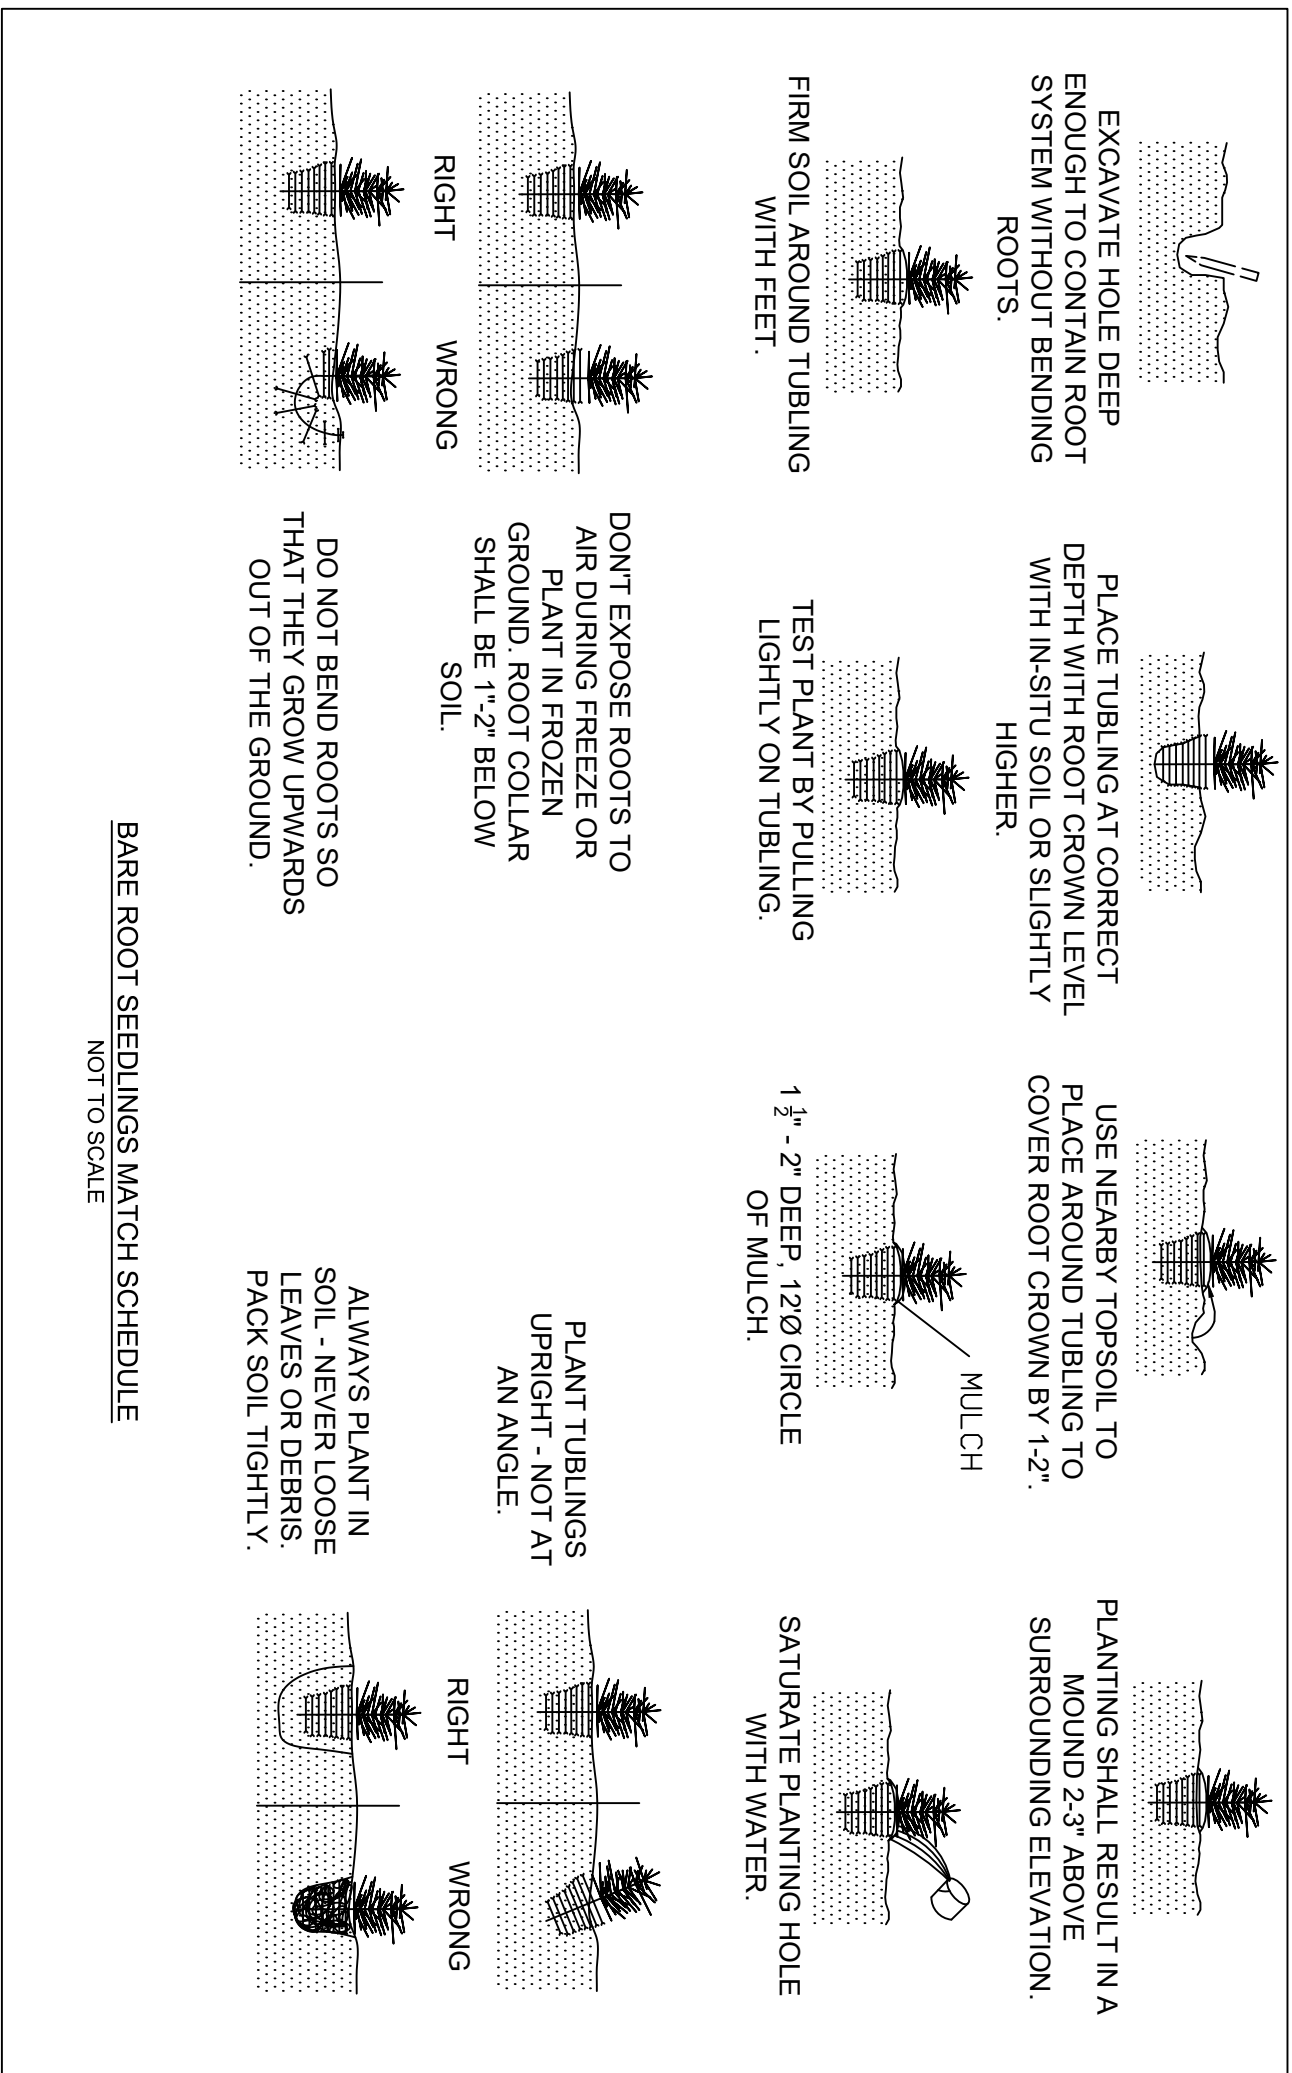 EXCAVATE HOLE DEEP
ENOUGH TO CONTAIN ROOT
SYSTEM WITHOUT BENDING
ROOTS.
PLACE TUBLING AT CORRECT
DEPTH WITH ROOT CROWN LEVEL
WITH IN-SITU SOIL OR SLIGHTLY
HIGHER.
USE NEARBY TOPSOIL TO
PLACE AROUND TUBLING TO
COVER ROOT CROWN BY 1-2".
PLANTING SHALL RESULT IN A
MOUND 2-3" ABOVE
SURROUNDING ELEVATION.
FIRM SOIL AROUND TUBLING
WITH FEET.
TEST PLANT BY PULLING
LIGHTLY ON TUBLING.
MULCH
1 1/2" - 2" DEEP, 12'Ø CIRCLE
OF MULCH.
SATURATE PLANTING HOLE
WITH WATER.
RIGHT
WRONG
DON'T EXPOSE ROOTS TO
AIR DURING FREEZE OR
PLANT IN FROZEN
GROUND. ROOT COLLAR
SHALL BE 1"-2" BELOW
SOIL.
PLANT TUBLINGS
UPRIGHT - NOT AT
AN ANGLE.
RIGHT
WRONG
DO NOT BEND ROOTS SO
THAT THEY GROW UPWARDS
OUT OF THE GROUND.
ALWAYS PLANT IN
SOIL - NEVER LOOSE
LEAVES OR DEBRIS.
PACK SOIL TIGHTLY.
BARE ROOT SEEDLINGS MATCH SCHEDULE
NOT TO SCALE